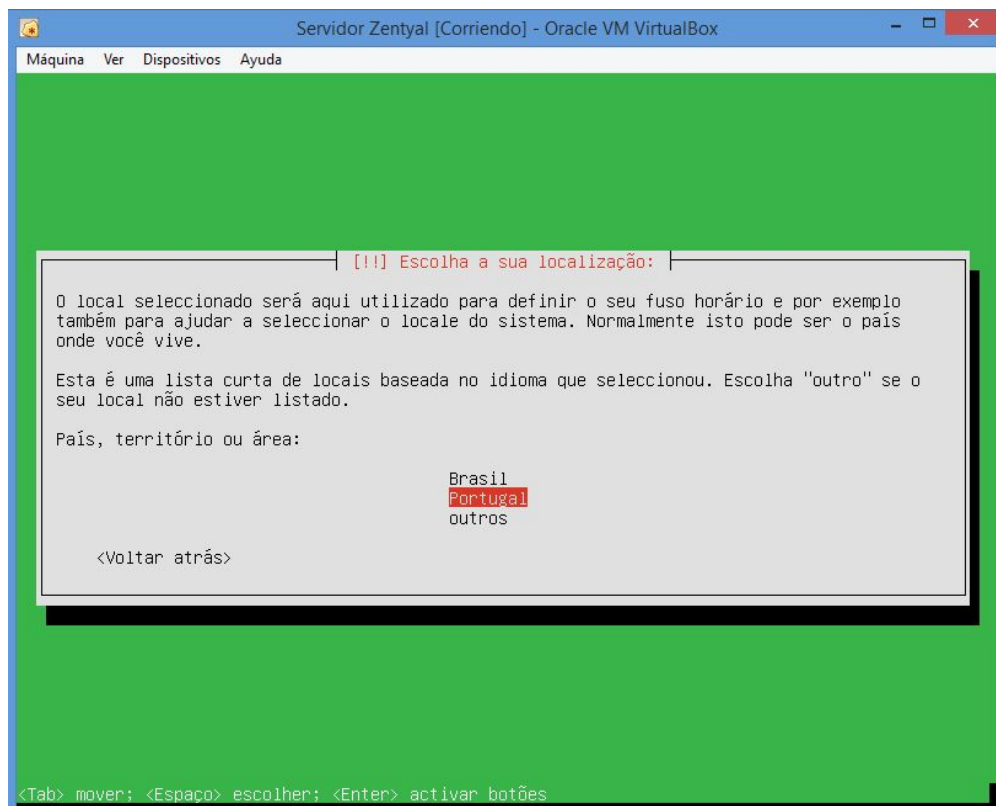 Servidor Zentyal [Corriendo] - Oracle VM VirtualBox
Máquina Ver Dispositivos Ayuda
[!!] Escolha a sua localização:
O local seleccionado será aqui utilizado para definir o seu fuso horário e por exemplo
também para ajudar a seleccionar o locale do sistema. Normalmente isto pode ser o país
onde você vive.
Esta é uma lista curta de locais baseada no idioma que seleccionou. Escolha "outro" se o
seu local não estiver listado.
País, território ou área:
Brasil
Portugal
outros
<Voltar atrás>
<Tab> mover; <Espaço> escolher; <Enter> activar botões